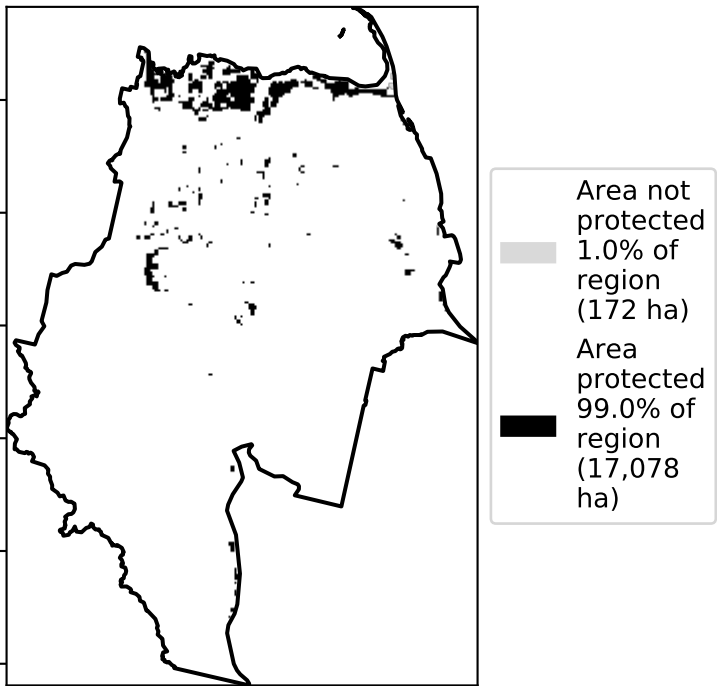 Area not
protected
1.0% of
region
(172 ha)
Area
protected
99.0% of
region
(17,078
ha)